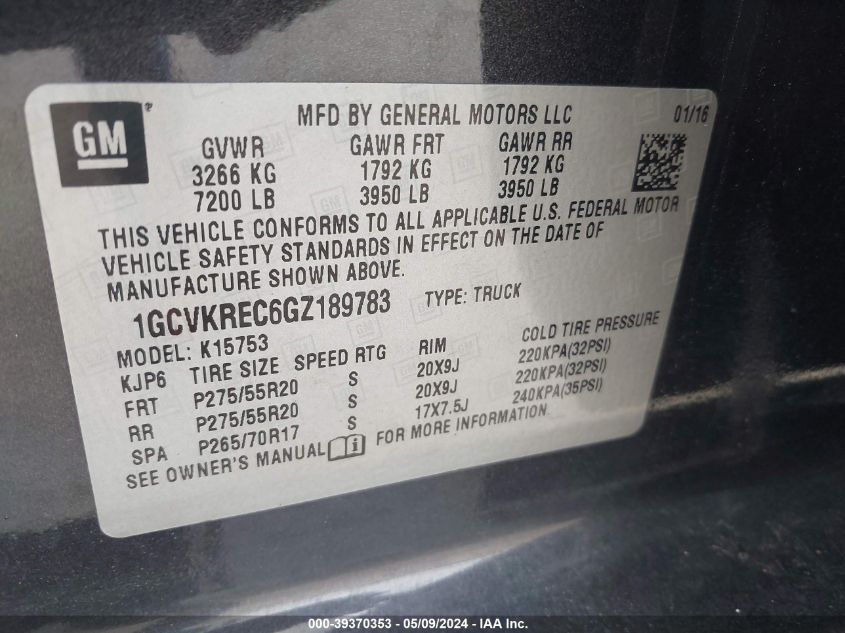 GM
®
MFD BY GENERAL MOTORS LLC 01/16
GVWR GAWR FRT GAWR RR
3266 KG 1792 KG 1792 KG
7200 LB 3950 LB 3950 LB
THIS VEHICLE CONFORMS TO ALL APPLICABLE U.S. FEDERAL MOTOR
VEHICLE SAFETY STANDARDS IN EFFECT ON THE DATE OF
MANUFACTURE SHOWN ABOVE.
1GCVKREC6GZ189783 TYPE: TRUCK
MODEL: K15753
KJP6 TIRE SIZE SPEED RTG RIM COLD TIRE PRESSURE
FRT P275/55R20 S 20X9J 220KPA(32PSI)
RR P275/55R20 S 20X9J 220KPA(32PSI)
SPA P265/70R17 S 17X7.5J 240KPA(35PSI)
SEE OWNER'S MANUAL i FOR MORE INFORMATION
000-39370353 - 05/09/2024 - IAA Inc.